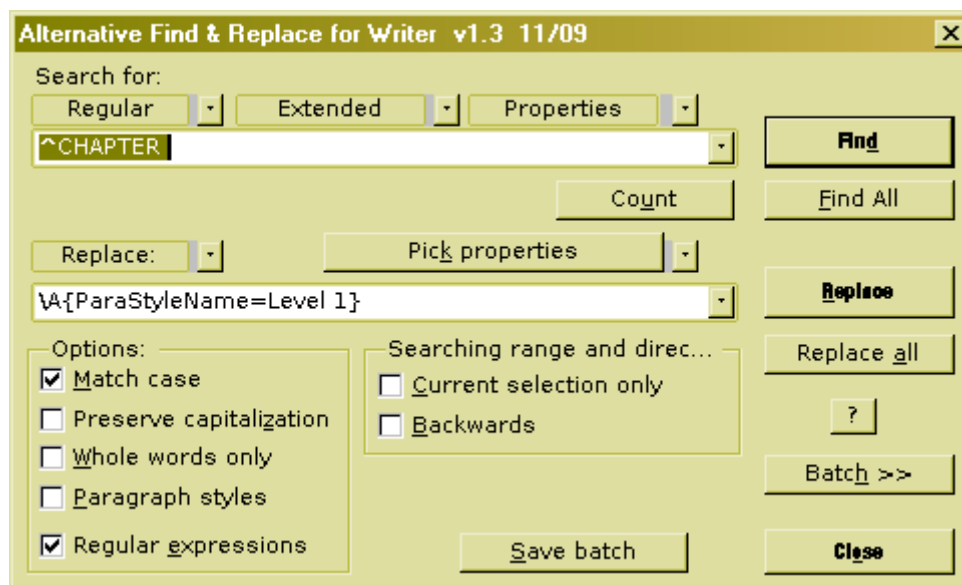 Alternative Find & Replace for Writer v1.3 11/09
Search for:
Regular Extended Properties
^CHAPTER
Find
Count
Find All
Replace:
Pick properties
\A{ParaStyleName=Level 1}
Replace
Options:
Searching range and direc...
Replace all
Match case
Current selection only
Preserve capitalization
Backwards
?
Whole words only
Batch >>
Paragraph styles
Regular expressions
Save batch
Close